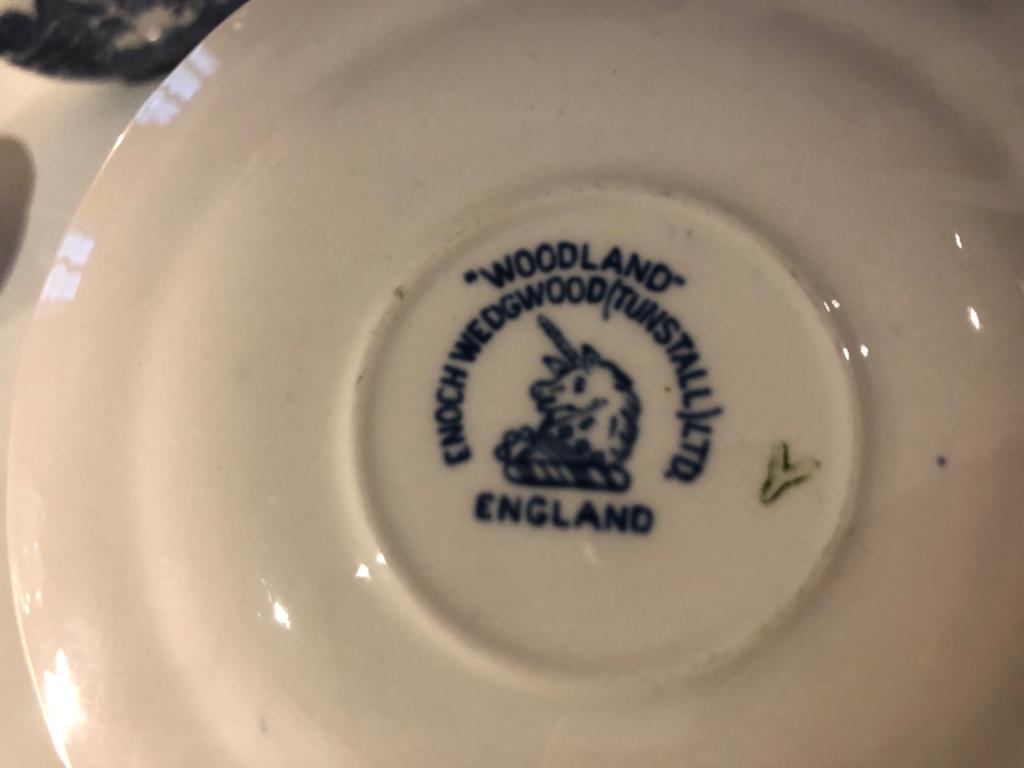 "WOODLAND"
ENOCH WEDGWOOD (TUNSTALL) LTD.
ENGLAND